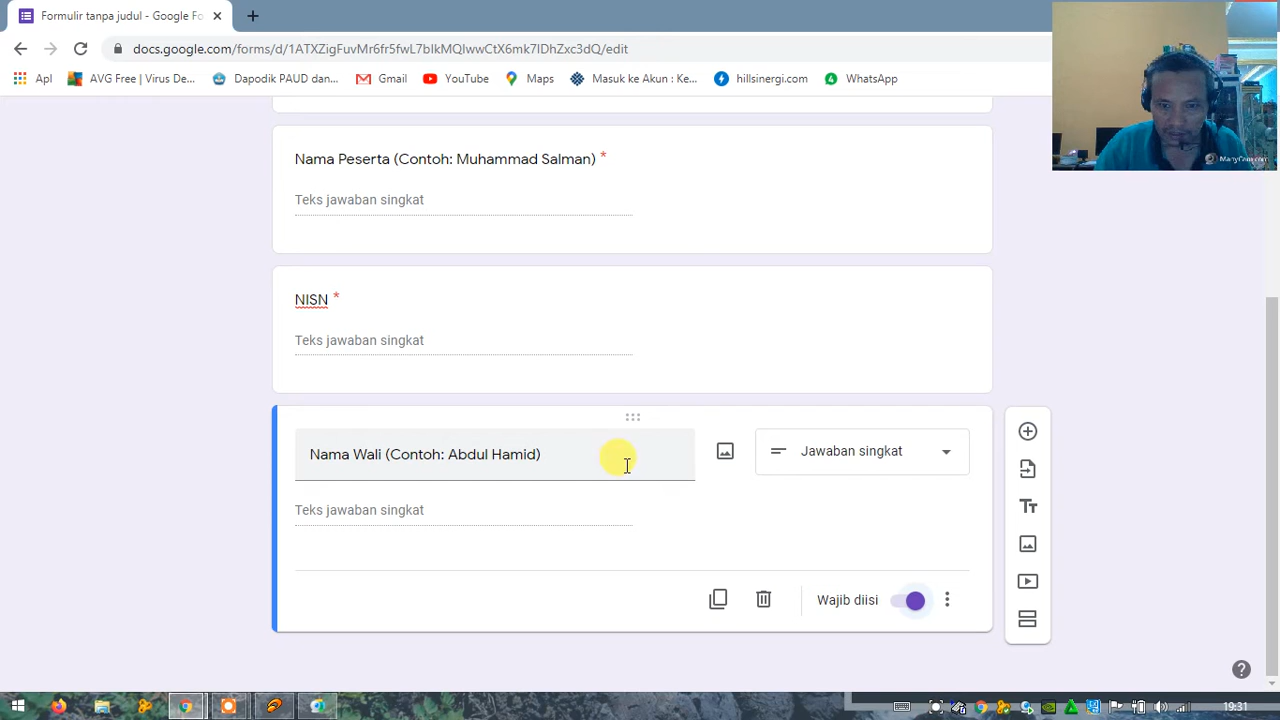 Formulir tanpa judul - Google Fo
docs.google.com/forms/d/1ATXZigFuvMr6fr5fwL7bIkMQIwwCtX6mk7IDhZxc3dQ/edit
Apl
AVG Free | Virus De...
Dapodik PAUD dan...
Gmail
YouTube
Maps
Masuk ke Akun : Ke...
hillsinergi.com
WhatsApp
ManyCam.com
Nama Peserta (Contoh: Muhammad Salman) *
Teks jawaban singkat
NISN *
Teks jawaban singkat
Nama Wali (Contoh: Abdul Hamid)
Jawaban singkat
Teks jawaban singkat
Wajib diisi
19:31